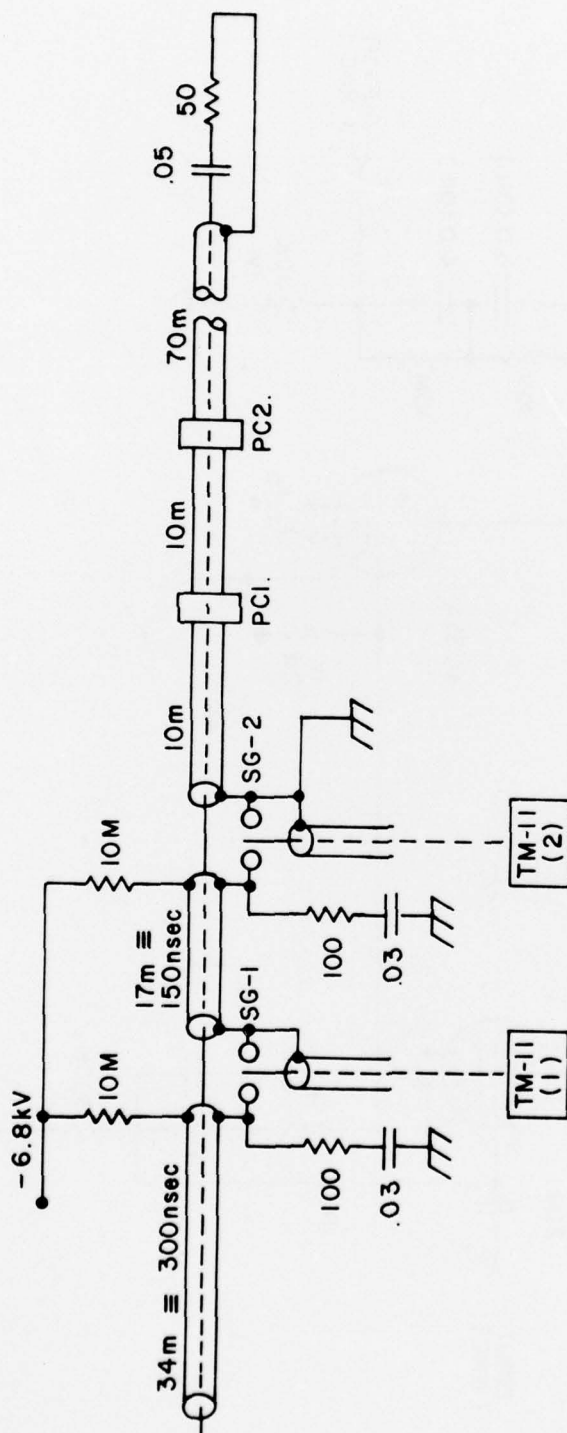 -6.8kV
10M
10M
34m ≡ 300nsec
17m ≡
150nsec
10m
10m
70m
.05
50
SG-1
SG-2
PC1.
PC2.
100
.03
100
.03
TM-11
(1)
TM-11
(2)